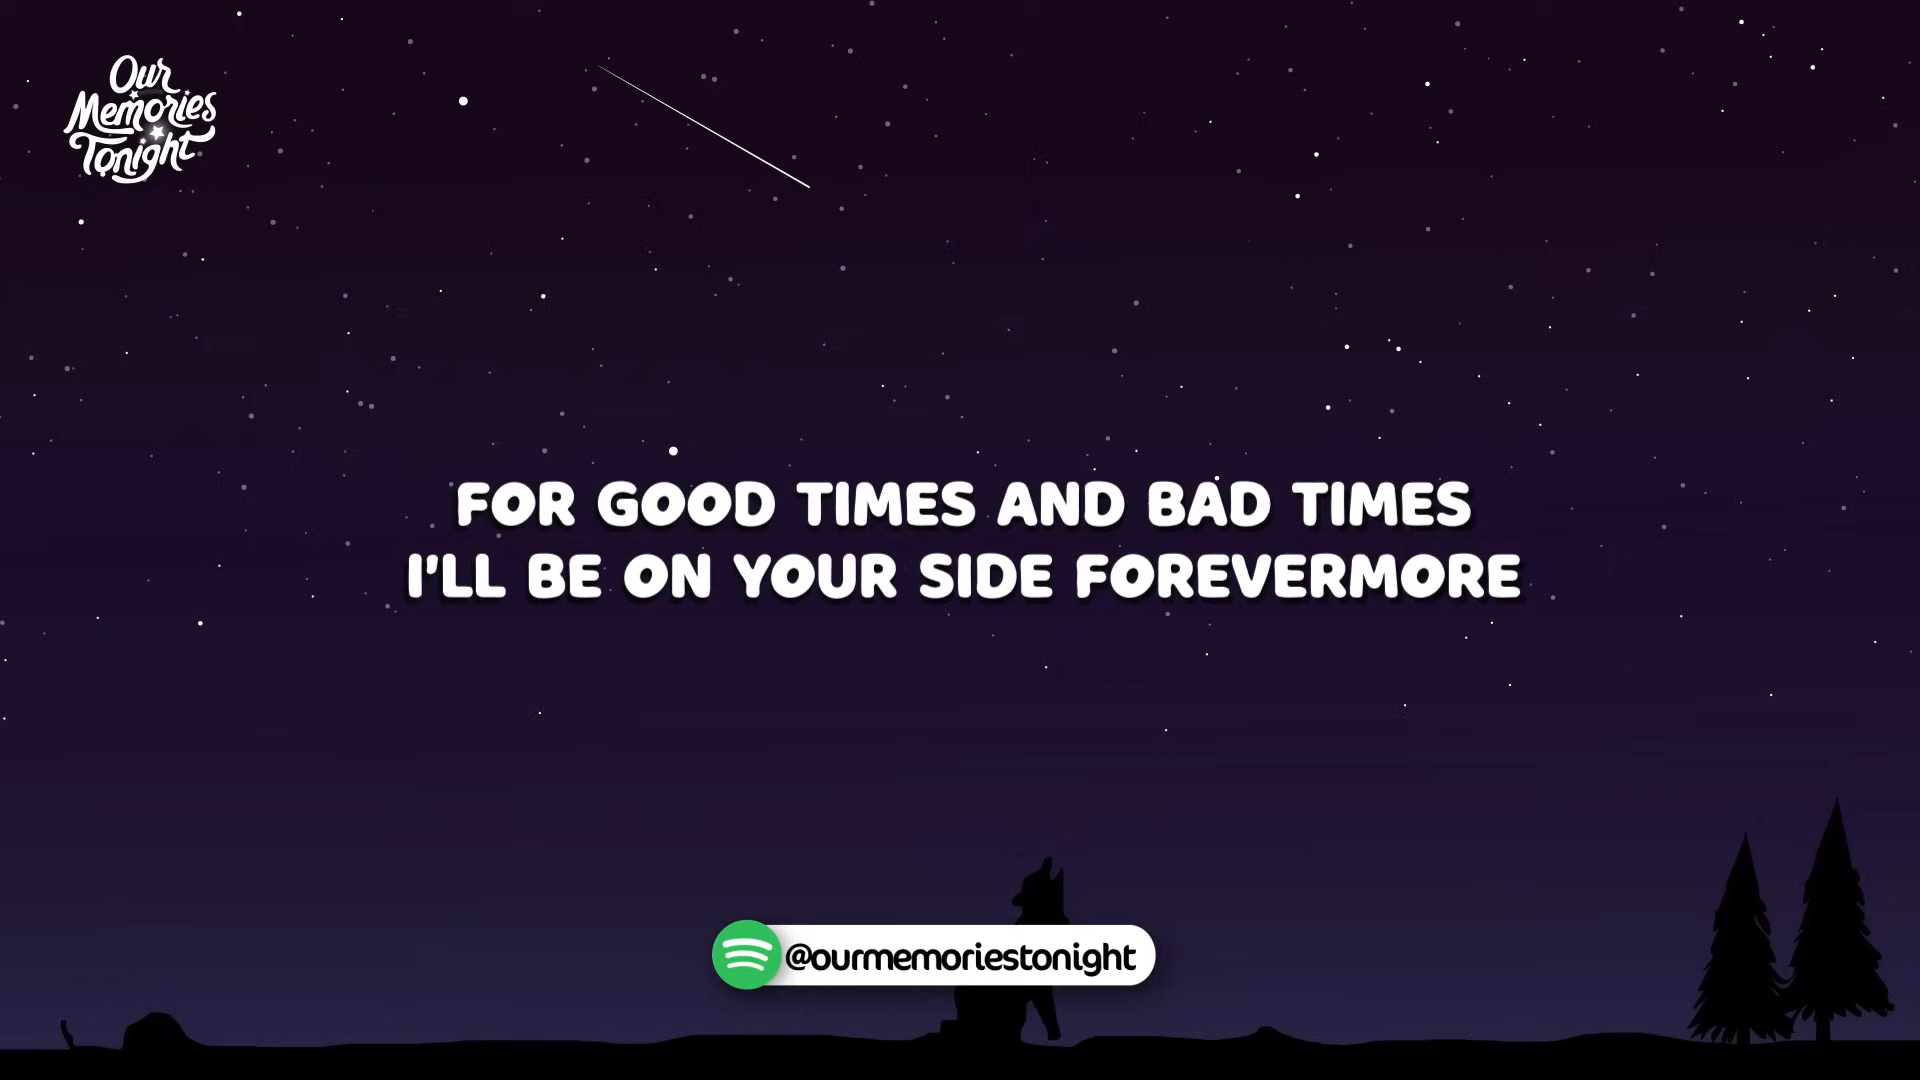 Our
Memories
Tonight
FOR GOOD TIMES AND BAD TIMES
I'LL BE ON YOUR SIDE FOREVERMORE
@ourmemoriestonight